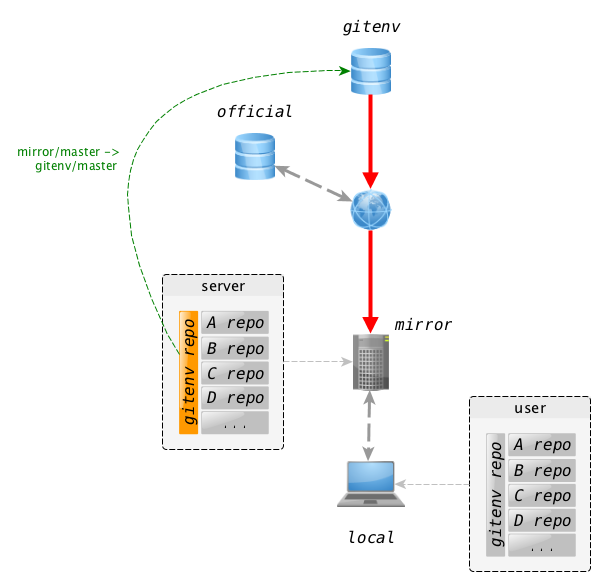 gitenv
official
mirror/master ->
gitenv/master
server
gitenv repo
A repo
B repo
C repo
D repo
...
mirror
user
gitenv repo
A repo
B repo
C repo
D repo
...
local